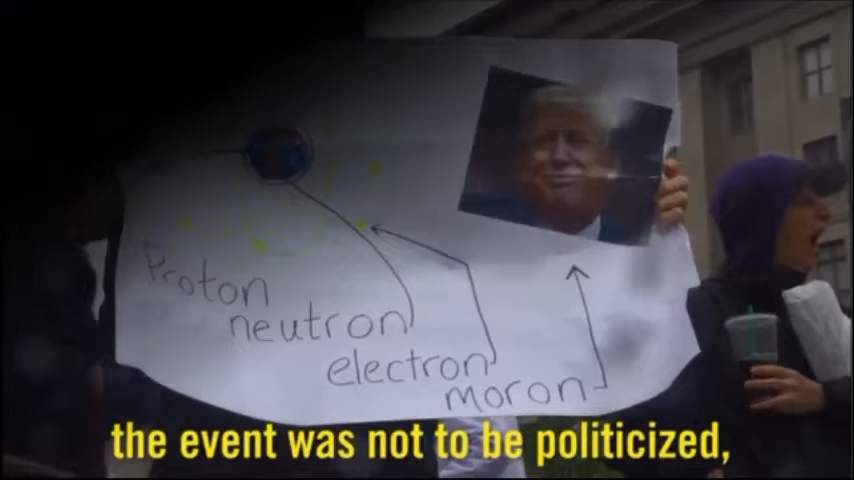 Proton
neutron
electron
moron
the event was not to be politicized,